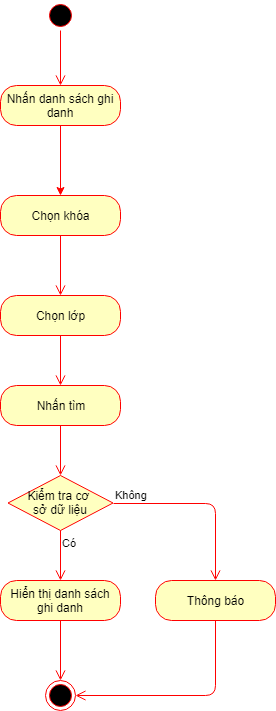 Nhấn danh sách ghi
danh
Chọn khóa
Chọn lớp
Nhấn tìm
Kiểm tra cơ
sở dữ liệu
Không
Có
Hiển thị danh sách
ghi danh
Thông báo